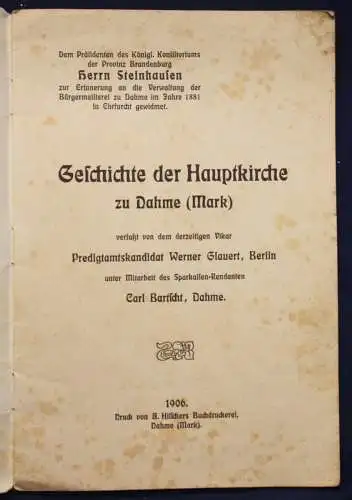 Dem Präsidenten des Königl. Konsistoriums
der Provinz Brandenburg
Herrn Steinhausen
zur Erinnerung an die Verwaltung der
Bürgermeisterei zu Dahme im Jahre 1881
in Ehrfurcht gewidmet.
Geschichte der Hauptkirche
zu Dahme (Mark)
verfaßt von dem derzeitigen Vikar
Predigtamtskandidat Werner Glauert, Berlin
unter Mitarbeit des Sparkassen-Rendanten
Carl Bartscht, Dahme.
1906.
Druck von A. Hilschers Buchdruckerei.
Dahme (Mark).